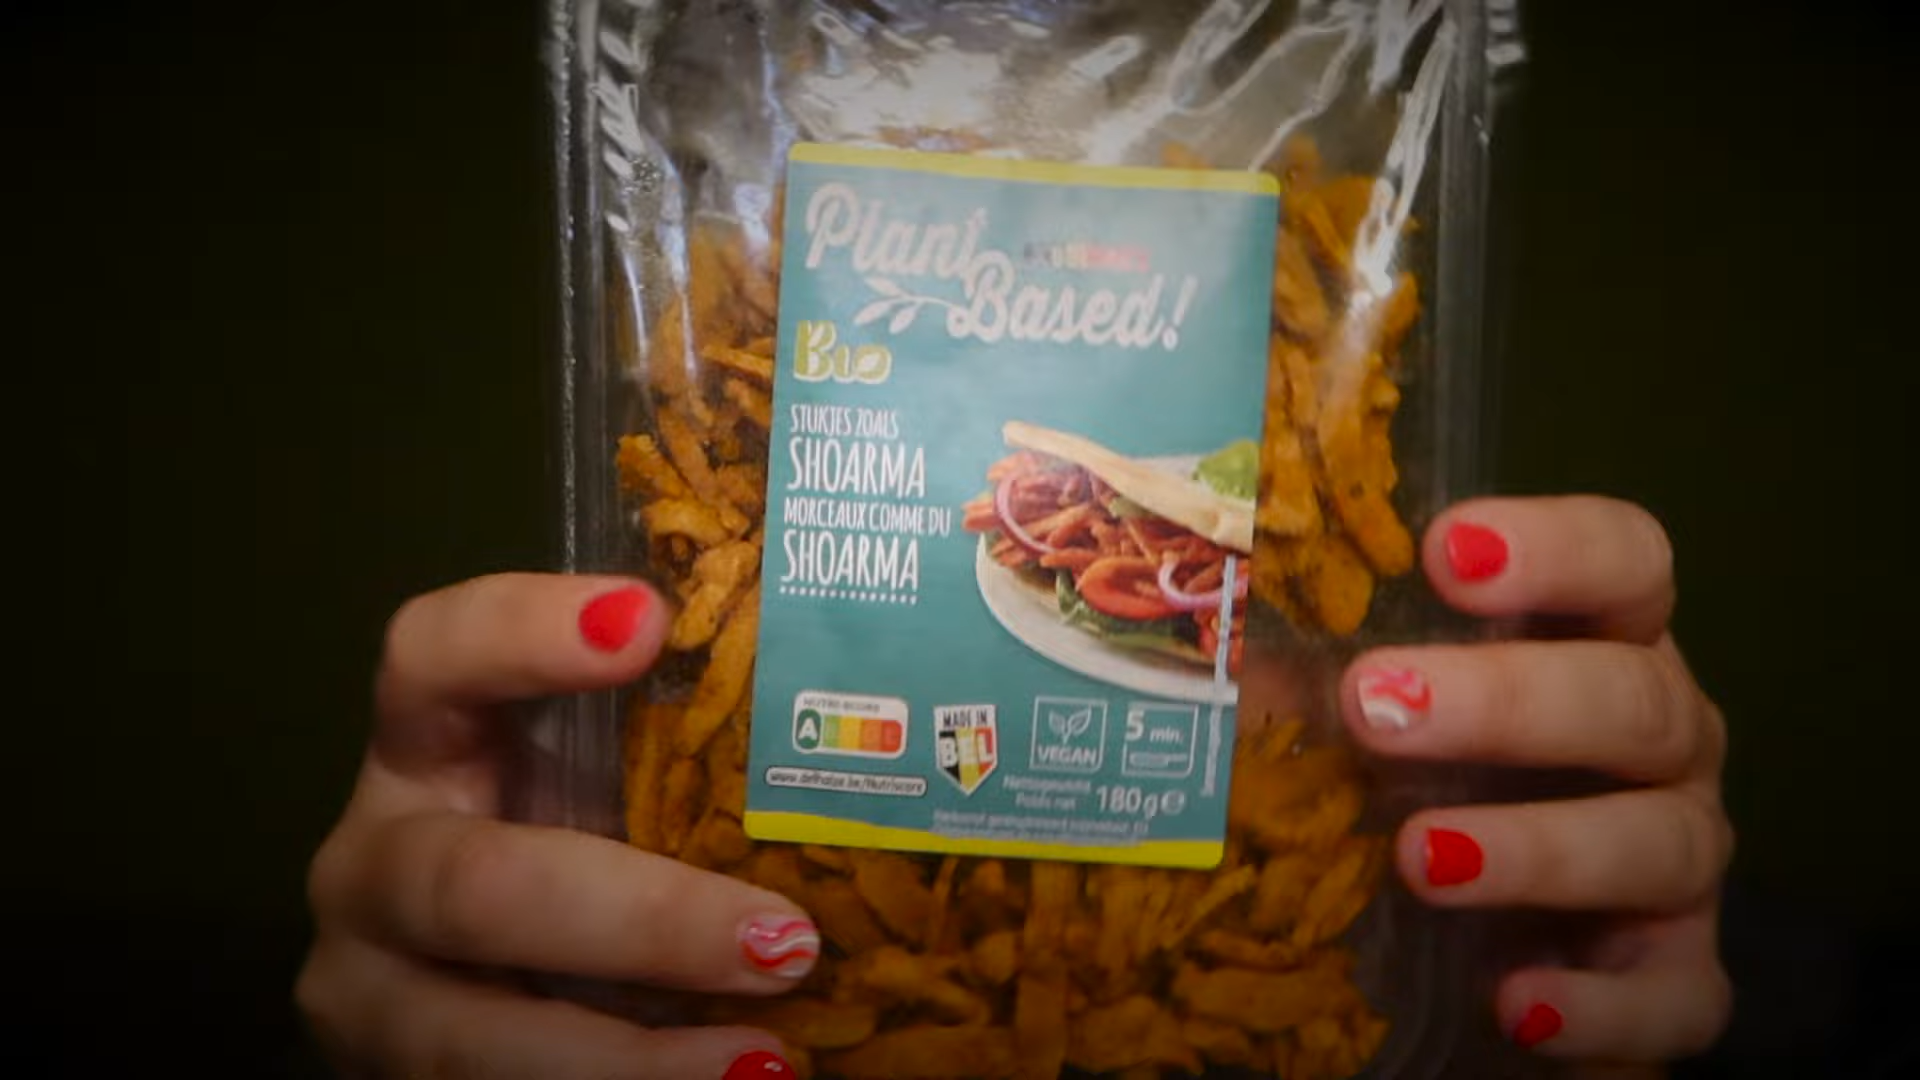 Plant
Based!
Bio
STUKJES ZOALS
SHOARMA
MORCEAUX COMME DU
SHOARMA
NUTRI-SCORE
A
MADE IN
BEL
VEGAN
5 min.
www.delhaize.be/Nutriscore
Nettogewicht
Poids net 180 g e